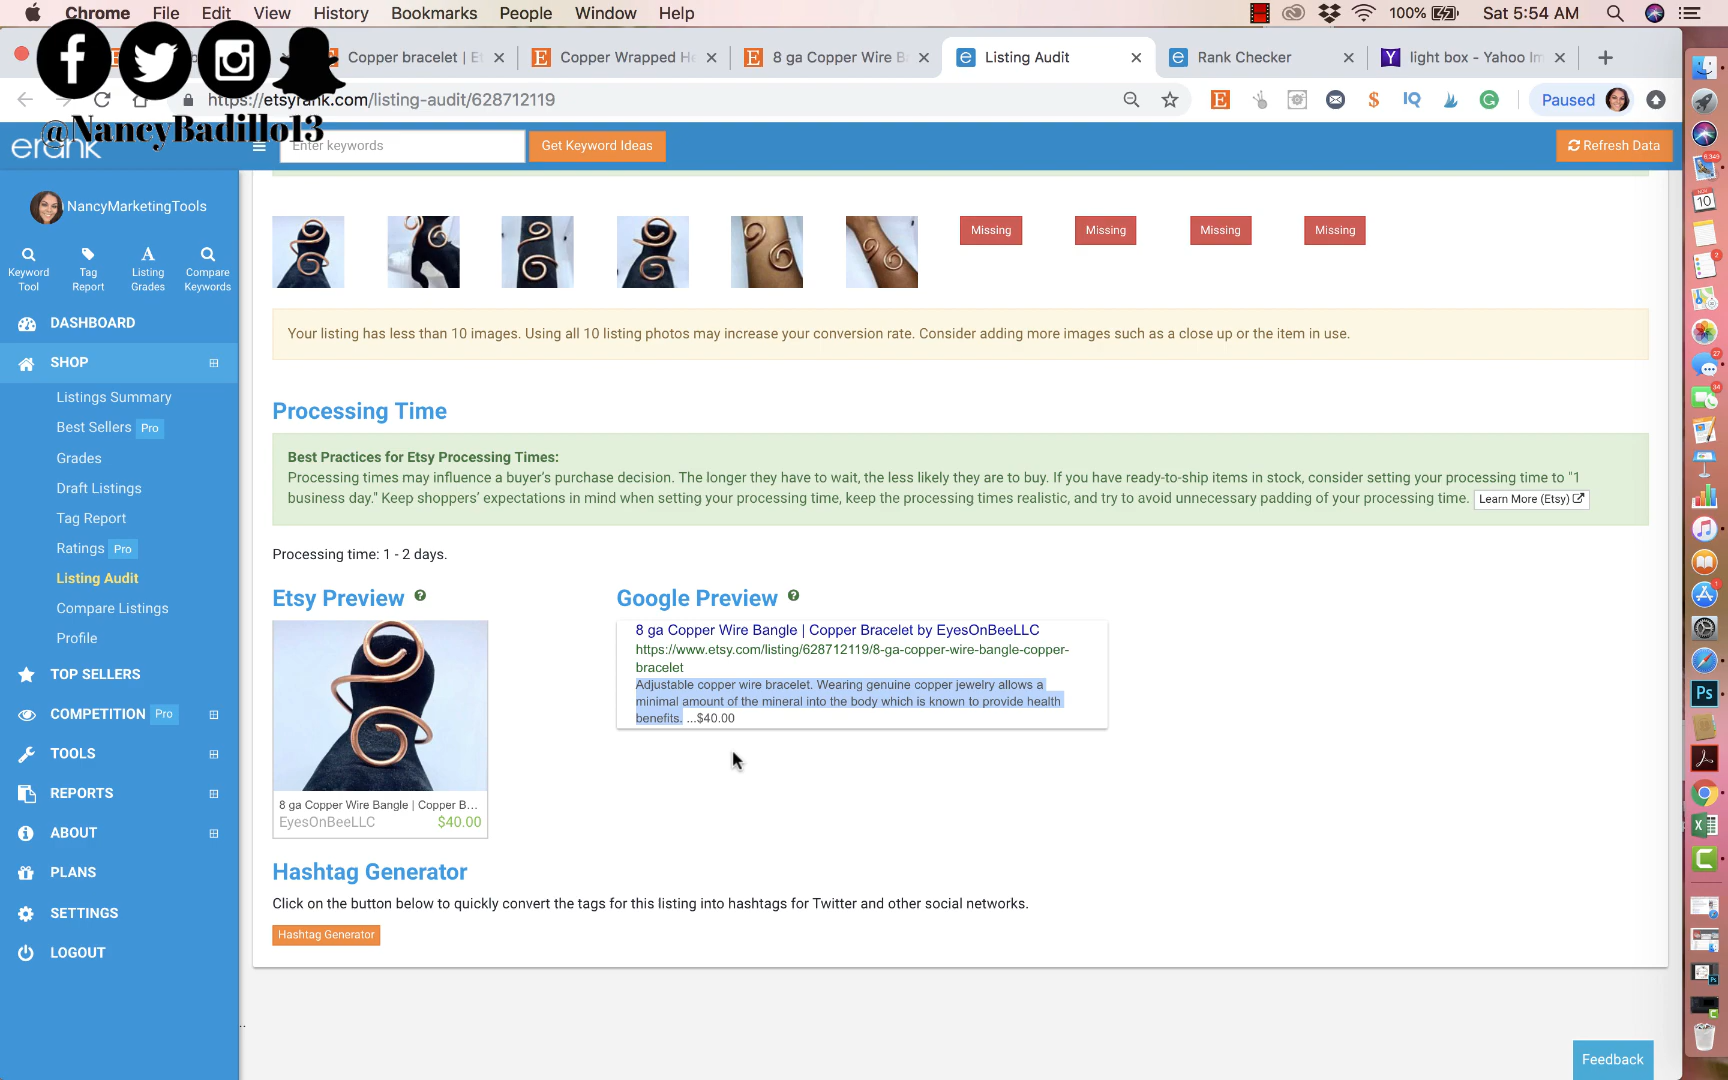 Chrome File Edit View History Bookmarks People Window Help
100% Sat 5:54 AM
Copper bracelet | Et
Copper Wrapped He
8 ga Copper Wire B
Listing Audit
Rank Checker
light box - Yahoo Im
https://etsyrank.com/listing-audit/628712119
Paused
@NancyBadillo13
erank
Enter keywords
Get Keyword Ideas
Refresh Data
NancyMarketingTools
Keyword Tool
Tag Report
Listing Grades
Compare Keywords
DASHBOARD
SHOP
Listings Summary
Best Sellers Pro
Grades
Draft Listings
Tag Report
Ratings Pro
Listing Audit
Compare Listings
Profile
TOP SELLERS
COMPETITION Pro
TOOLS
REPORTS
ABOUT
PLANS
SETTINGS
LOGOUT
Missing Missing Missing Missing
Your listing has less than 10 images. Using all 10 listing photos may increase your conversion rate. Consider adding more images such as a close up or the item in use.
Processing Time
Best Practices for Etsy Processing Times:
Processing times may influence a buyer's purchase decision. The longer they have to wait, the less likely they are to buy. If you have ready-to-ship items in stock, consider setting your processing time to "1
business day." Keep shoppers' expectations in mind when setting your processing time, keep the processing times realistic, and try to avoid unnecessary padding of your processing time. Learn More (Etsy)
Processing time: 1 - 2 days.
Etsy Preview
8 ga Copper Wire Bangle | Copper B...
EyesOnBeeLLC $40.00
Google Preview
8 ga Copper Wire Bangle | Copper Bracelet by EyesOnBeeLLC
https://www.etsy.com/listing/628712119/8-ga-copper-wire-bangle-copper-
bracelet
Adjustable copper wire bracelet. Wearing genuine copper jewelry allows a
minimal amount of the mineral into the body which is known to provide health
benefits. ...$40.00
Hashtag Generator
Click on the button below to quickly convert the tags for this listing into hashtags for Twitter and other social networks.
Hashtag Generator
Feedback